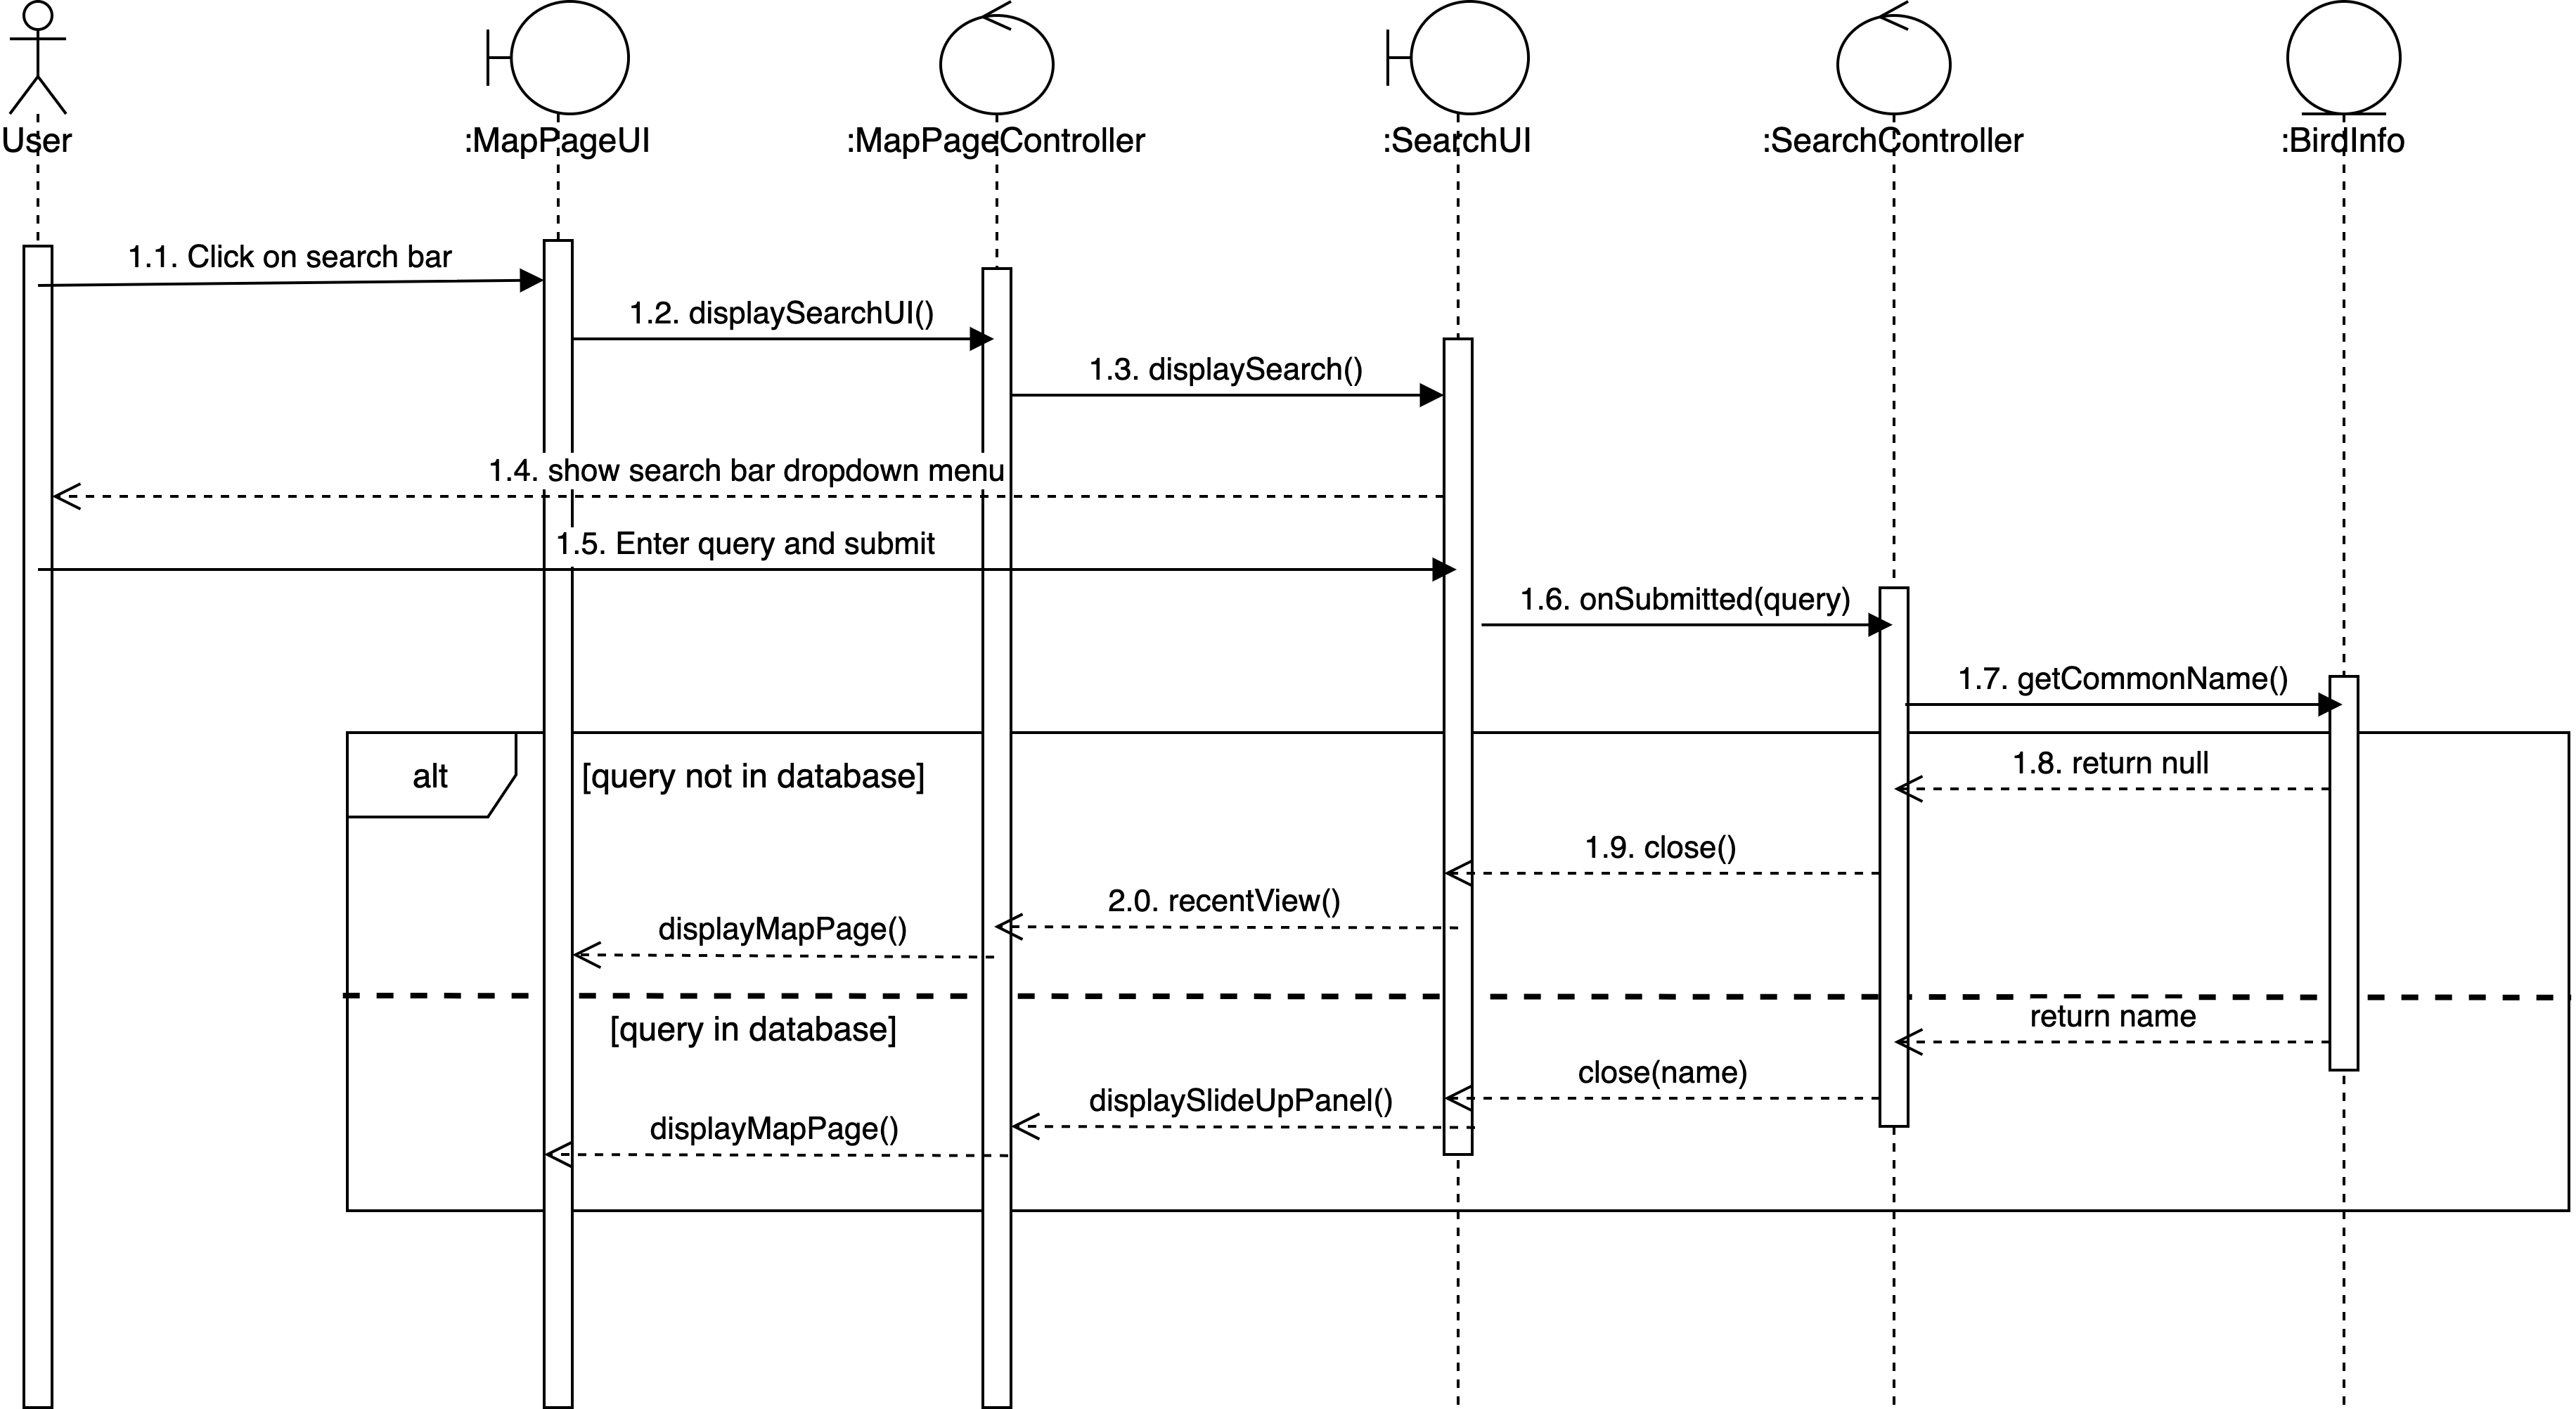 User
:MapPageUI
:MapPageController
:SearchUI
:SearchController
:BirdInfo
1.1. Click on search bar
1.2. displaySearchUI()
1.3. displaySearch()
1.4. show search bar dropdown menu
1.5. Enter query and submit
1.6. onSubmitted(query)
1.7. getCommonName()
alt
[query not in database]
1.8. return null
1.9. close()
2.0. recentView()
displayMapPage()
[query in database]
return name
close(name)
displaySlideUpPanel()
displayMapPage()